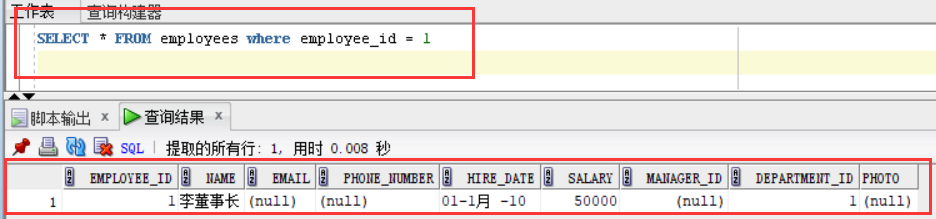 工作表 查询构建器
SELECT * FROM employees where employee_id = 1
脚本输出 x 查询结果 x
SQL | 提取的所有行: 1, 用时 0.008 秒
EMPLOYEE_ID NAME EMAIL PHONE_NUMBER HIRE_DATE SALARY MANAGER_ID DEPARTMENT_ID PHOTO
1 1 李董事长 (null) (null) 01-1月 -10 50000 (null) 1 (null)